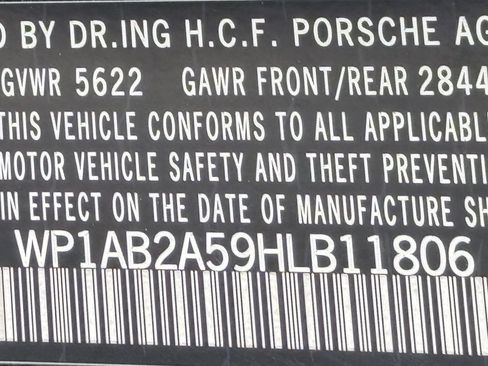 D BY DR.ING H.C.F. PORSCHE AG
GVWR 5622 GAWR FRONT/REAR 2844
THIS VEHICLE CONFORMS TO ALL APPLICABLE
MOTOR VEHICLE SAFETY AND THEFT PREVENTI
IN EFFECT ON THE DATE OF MANUFACTURE SH
WP1AB2A59HLB11806